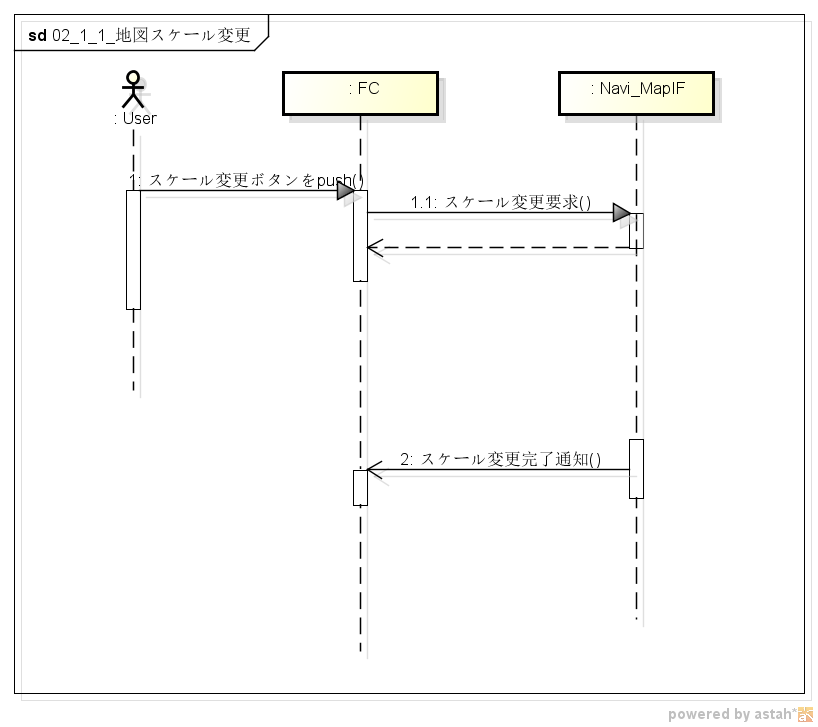 sd 02_1_1_地図スケール変更
: User
: FC
: Navi_MapIF
1: スケール変更ボタンをpush()
1.1: スケール変更要求()
2: スケール変更完了通知()
powered by astah*